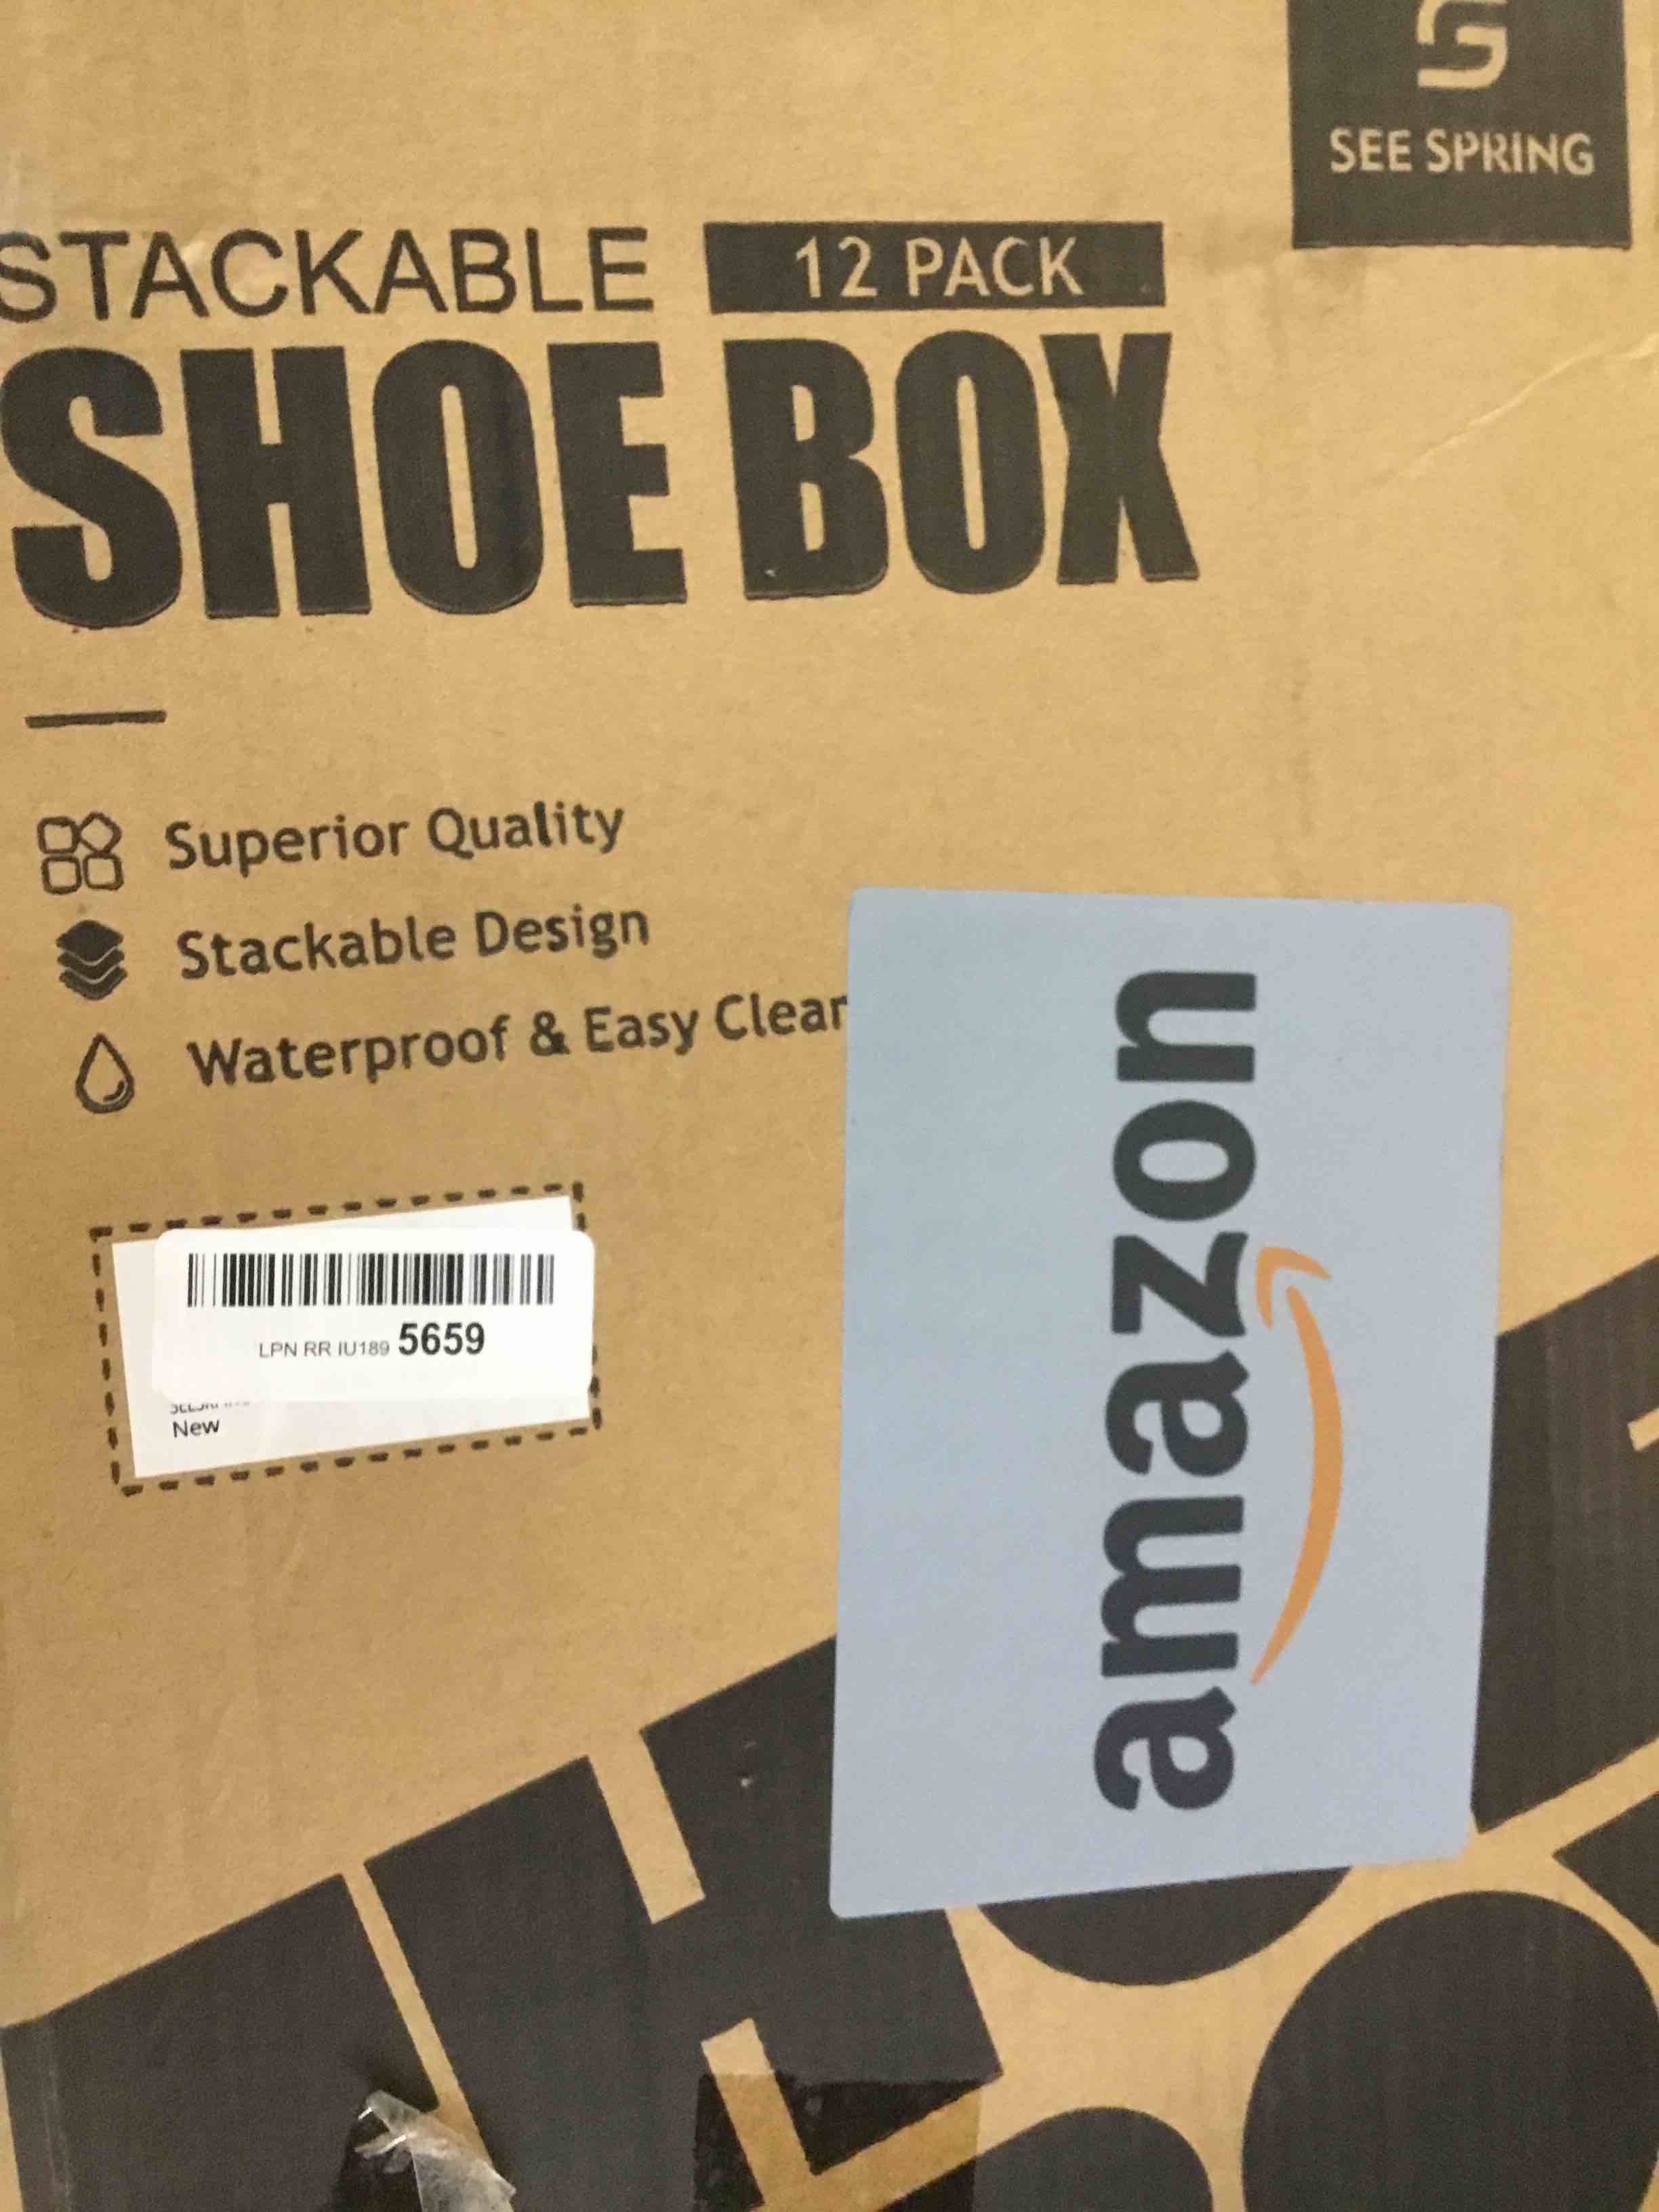 SEE SPRING
STACKABLE 12 PACK
SHOE BOX
Superior Quality
Stackable Design
Waterproof & Easy Clean
amazon
LPN RR IU189 5659
New